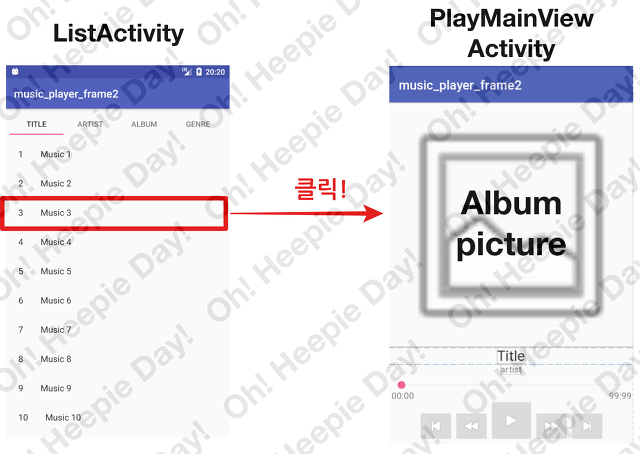 ListActivity
20:20
music_player_frame2
TITLE ARTIST ALBUM GENRE
1 Music 1
2 Music 2
3 Music 3
4 Music 4
5 Music 5
6 Music 6
7 Music 7
8 Music 8
9 Music 9
10 Music 10
클릭!
PlayMainView
Activity
music_player_frame2
Album
picture
Title
artist
00:00 99:99
Oh! Heepie Day!